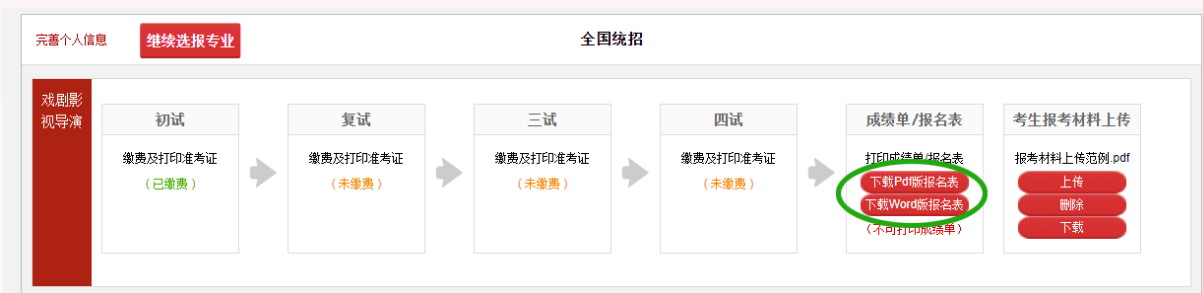 完善个人信息
继续选报专业
全国统招
戏剧影
视导演
初试
缴费及打印准考证
（已缴费）
复试
缴费及打印准考证
（未缴费）
三试
缴费及打印准考证
（未缴费）
四试
缴费及打印准考证
（未缴费）
成绩单/报名表
打印成绩单/报名表
下载Pdf版报名表
下载Word版报名表
（不可打印成绩单）
考生报考材料上传
报考材料上传范例.pdf
上传
删除
下载